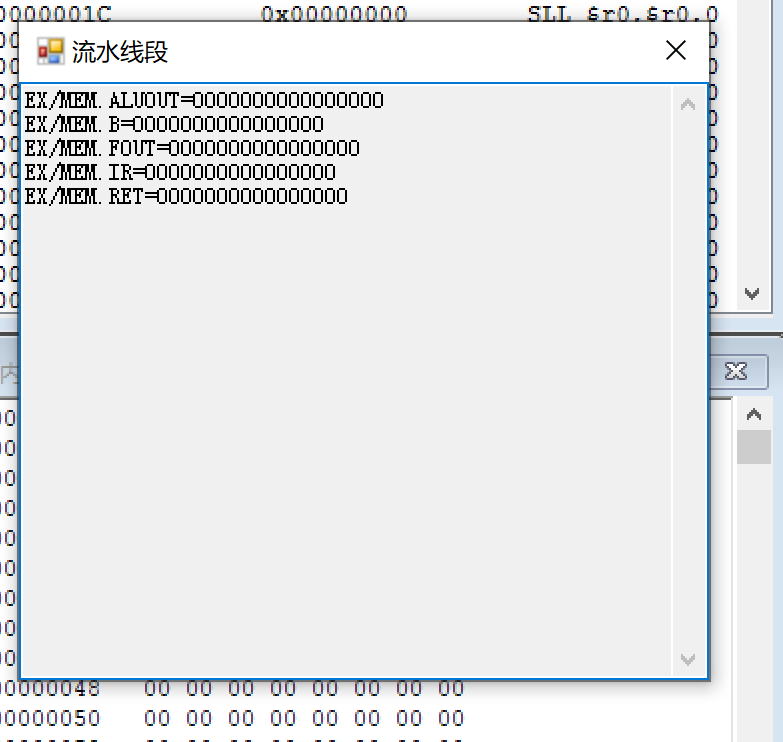 0000001C 0x00000000 SLL $r0,$r0,0
流水线段
EX/MEM.ALUOUT=0000000000000000
EX/MEM.B=0000000000000000
EX/MEM.FOUT=0000000000000000
EX/MEM.IR=0000000000000000
EX/MEM.RET=0000000000000000
内
00000048 00 00 00 00 00 00 00 00
00000050 00 00 00 00 00 00 00 00